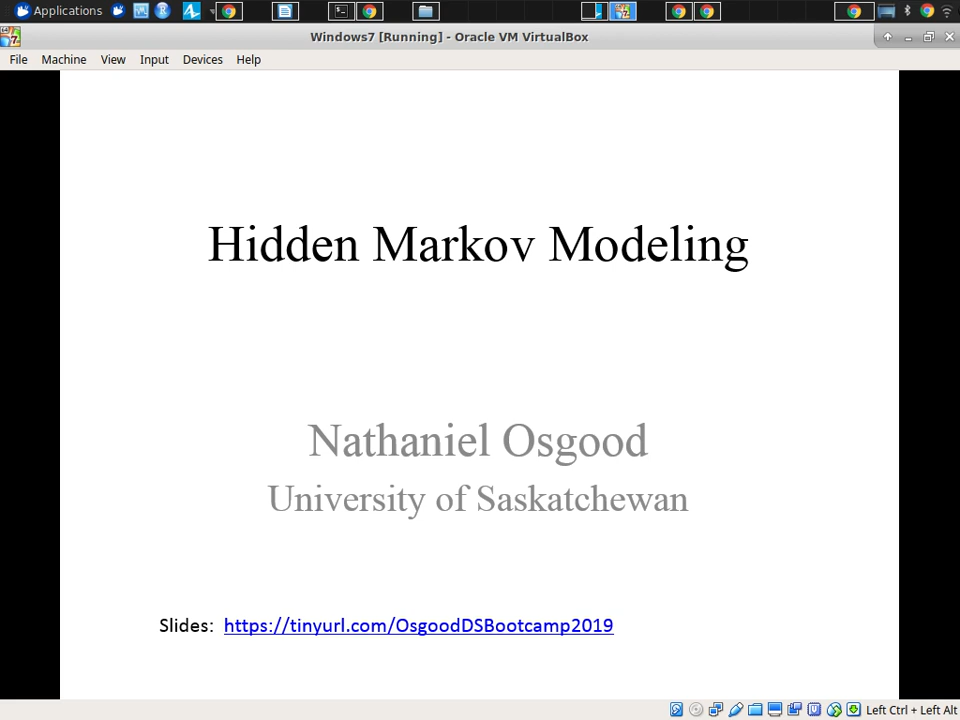 Applications
Windows7 [Running] - Oracle VM VirtualBox
File Machine View Input Devices Help
Hidden Markov Modeling
Nathaniel Osgood
University of Saskatchewan
Slides: https://tinyurl.com/OsgoodDSBootcamp2019
Left Ctrl + Left Alt